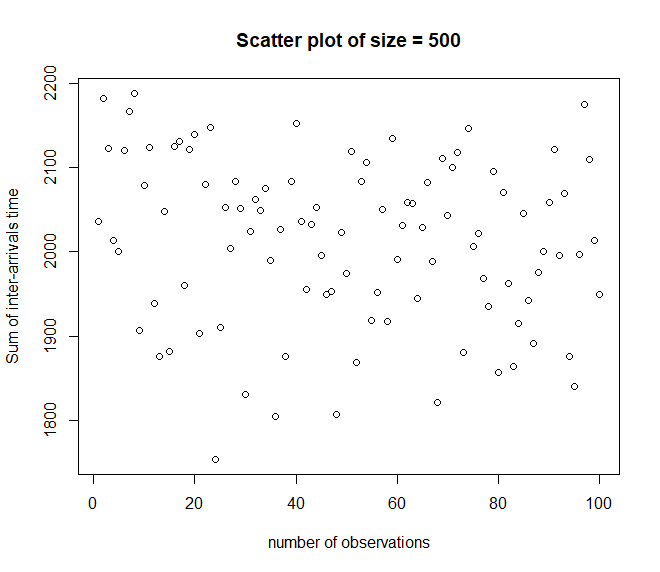 Scatter plot of size = 500
Sum of inter-arrivals time
2200
2100
2000
1900
1800
0 20 40 60 80 100
number of observations